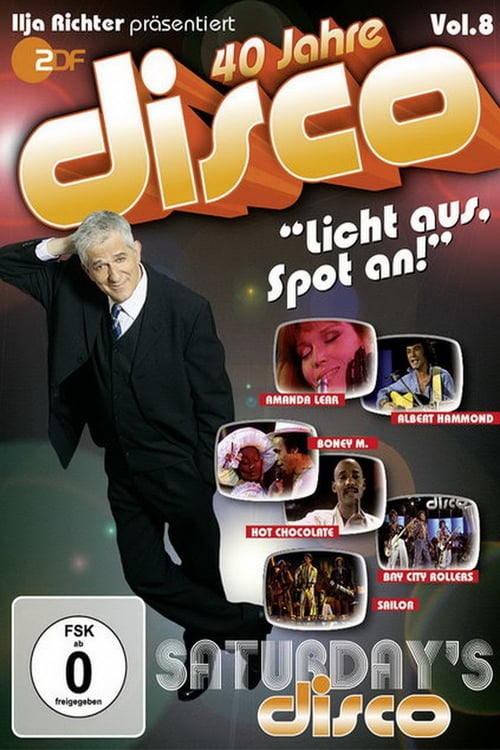 Ilja Richter präsentiert
Vol.8
ZDF
40 Jahre
disco
"Licht aus,
Spot an!"
AMANDA LEAR
ALBERT HAMMOND
BONEY M.
HOT CHOCOLATE
disco
BAY CITY ROLLERS
SAILOR
FSK
ab
0
freigegeben
SATURDAY'S
disco